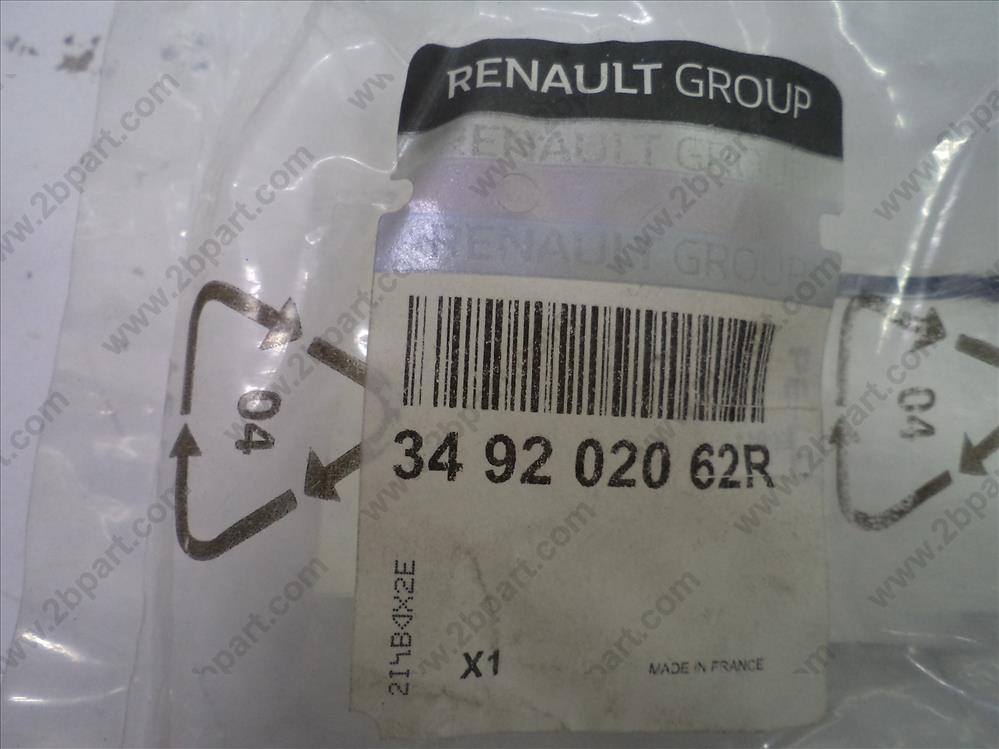 RENAULT GROUP
RENAULT GROUP
RENAULT GROUP
34 92 020 62R
X1
MADE IN FRANCE
04
04
www.2bpart.com